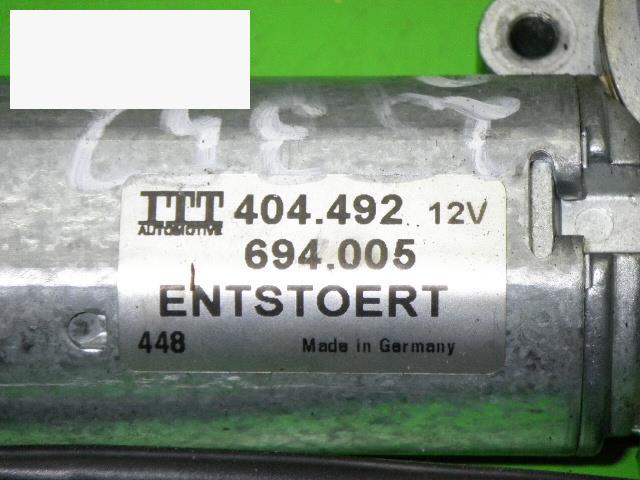 ITT 404.492 12V
AUTOMOTIVE
694.005
ENTSTOERT
448 Made in Germany